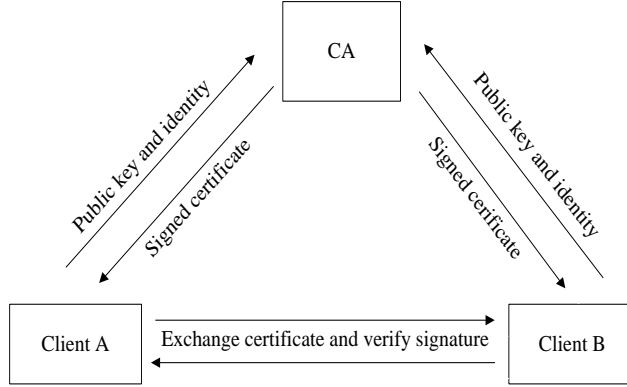 CA
Public key and identity
Signed certificate
Signed cerificate
Public key and identity
Client A
Exchange certificate and verify signature
Client B